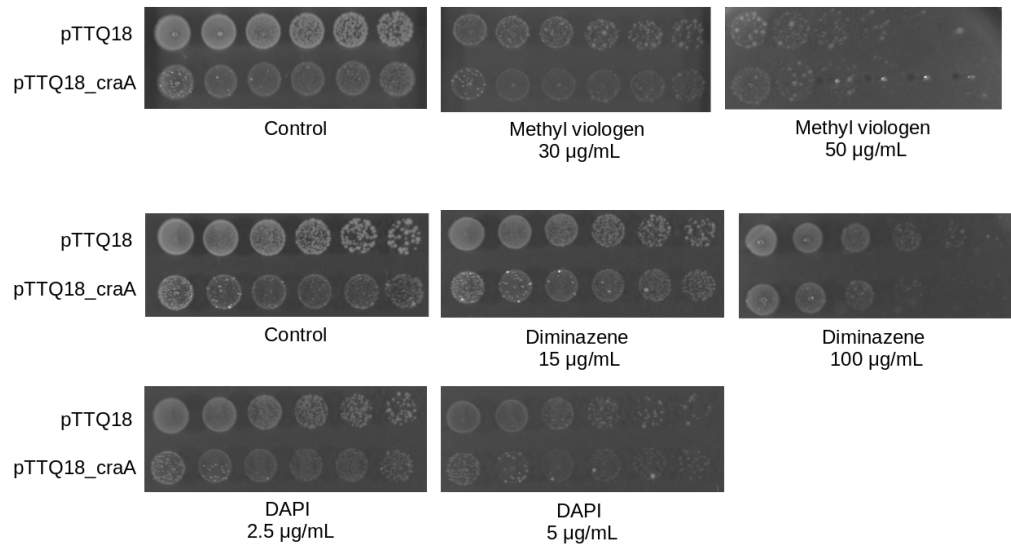 pTTQ18
pTTQ18_craA
Control
Methyl viologen
30 µg/mL
Methyl viologen
50 µg/mL
pTTQ18
pTTQ18_craA
Control
Diminazene
15 µg/mL
Diminazene
100 µg/mL
pTTQ18
pTTQ18_craA
DAPI
2.5 µg/mL
DAPI
5 µg/mL